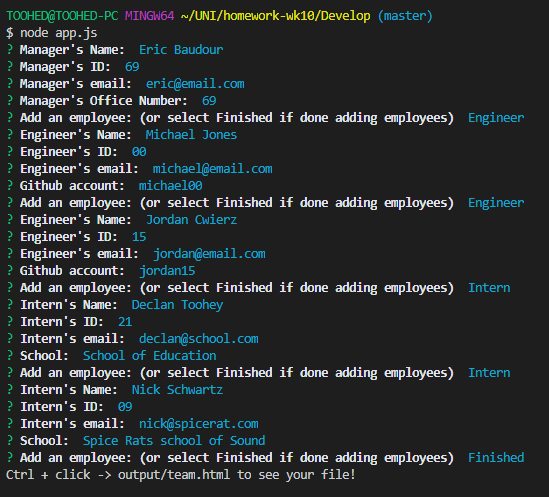 TOOHED@TOOHED-PC MINGW64 ~/UNI/homework-wk10/Develop (master)
$ node app.js
? Manager's Name:  Eric Baudour
? Manager's ID:  69
? Manager's email:  eric@email.com
? Manager's Office Number:  69
? Add an employee: (or select Finished if done adding employees)  Engineer
? Engineer's Name:  Michael Jones
? Engineer's ID:  00
? Engineer's email:  michael@email.com
? Github account:  michael00
? Add an employee: (or select Finished if done adding employees)  Engineer
? Engineer's Name:  Jordan Cwierz
? Engineer's ID:  15
? Engineer's email:  jordan@email.com
? Github account:  jordan15
? Add an employee: (or select Finished if done adding employees)  Intern
? Intern's Name:  Declan Toohey
? Intern's ID:  21
? Intern's email:  declan@school.com
? School:  School of Education
? Add an employee: (or select Finished if done adding employees)  Intern
? Intern's Name:  Nick Schwartz
? Intern's ID:  09
? Intern's email:  nick@spicerat.com
? School:  Spice Rats school of Sound
? Add an employee: (or select Finished if done adding employees)  Finished
Ctrl + click -> output/team.html to see your file!